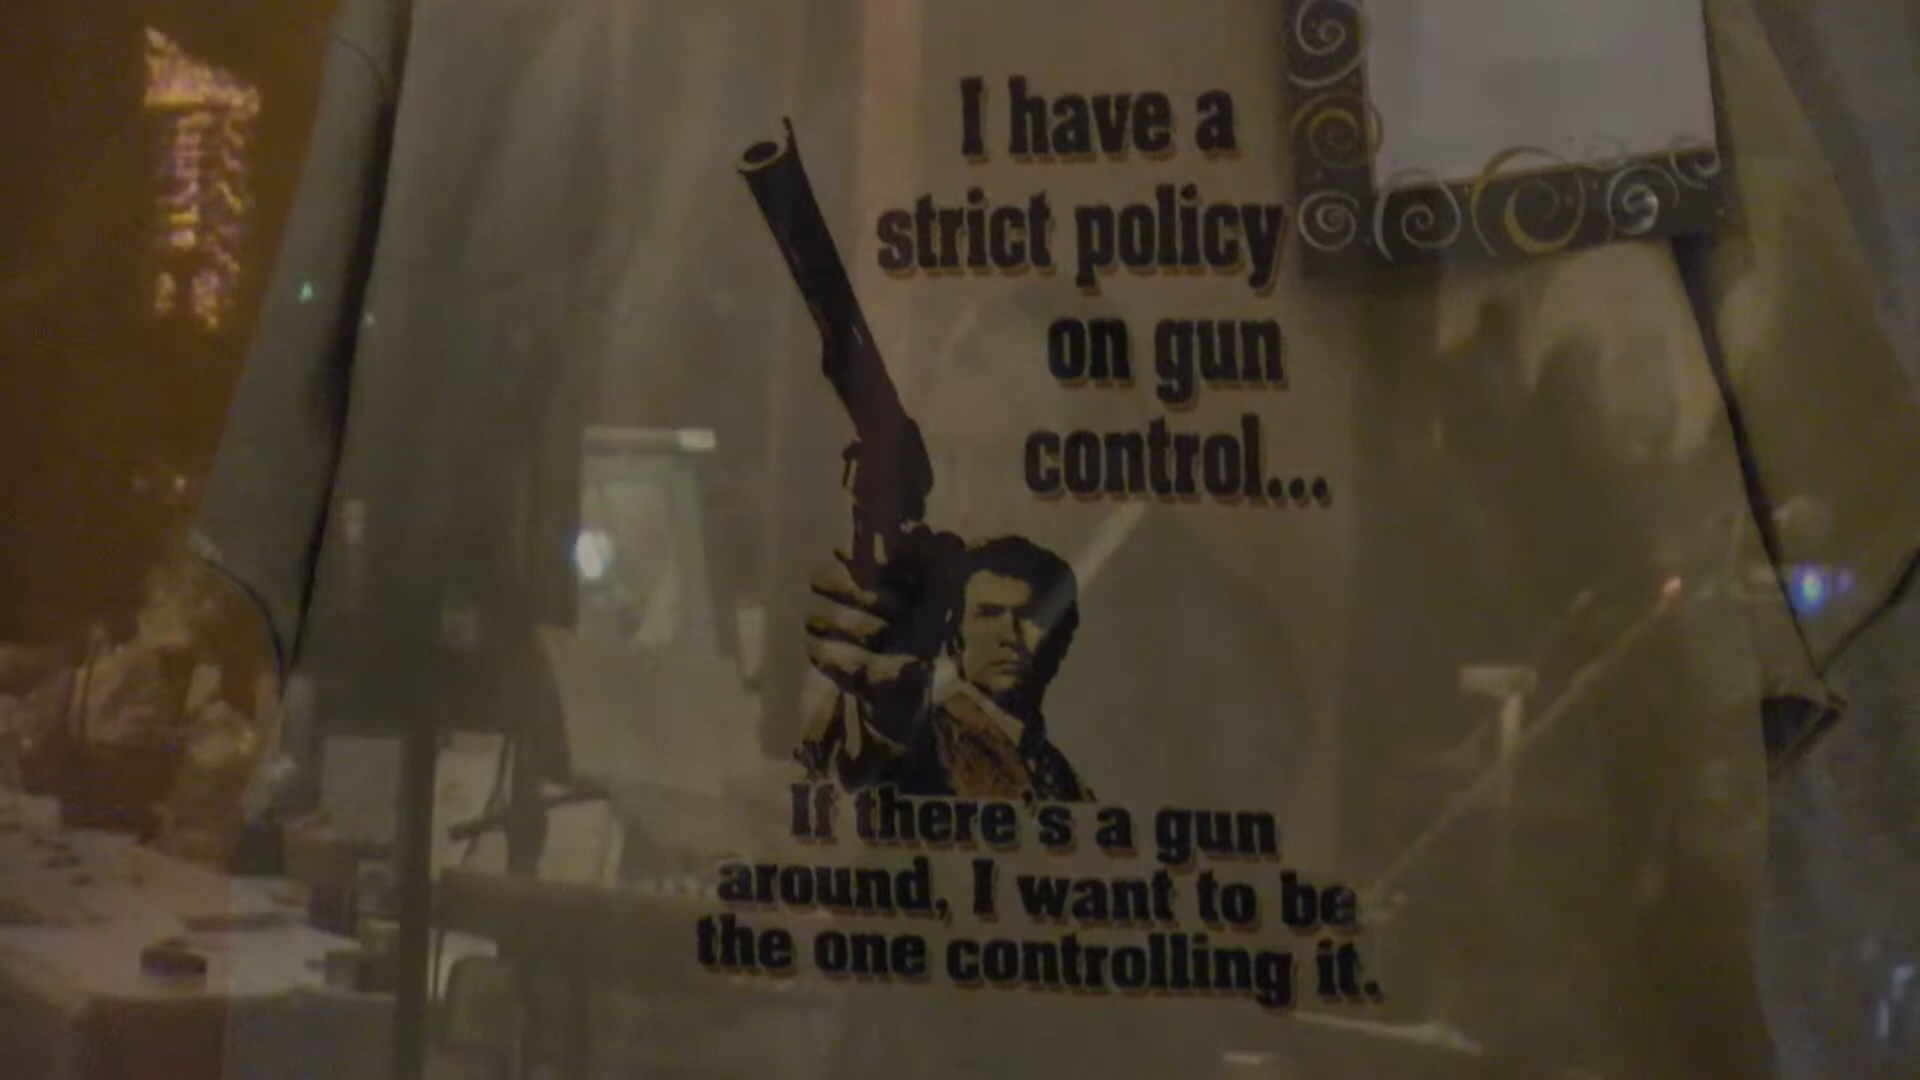 I have a
strict policy
on gun
control...
If there's a gun
around, I want to be
the one controlling it.